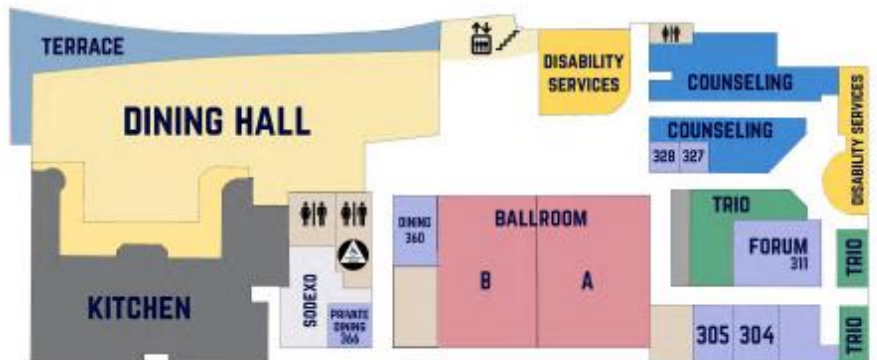 TERRACE
DINING HALL
DISABILITY
SERVICES
COUNSELING
COUNSELING
328 327
DISABILITY SERVICES
DINING
360
BALLROOM
B
A
TRIO
FORUM
311
TRIO
KITCHEN
SODEXO
PRIVATE
DINING
366
305
304
TRIO